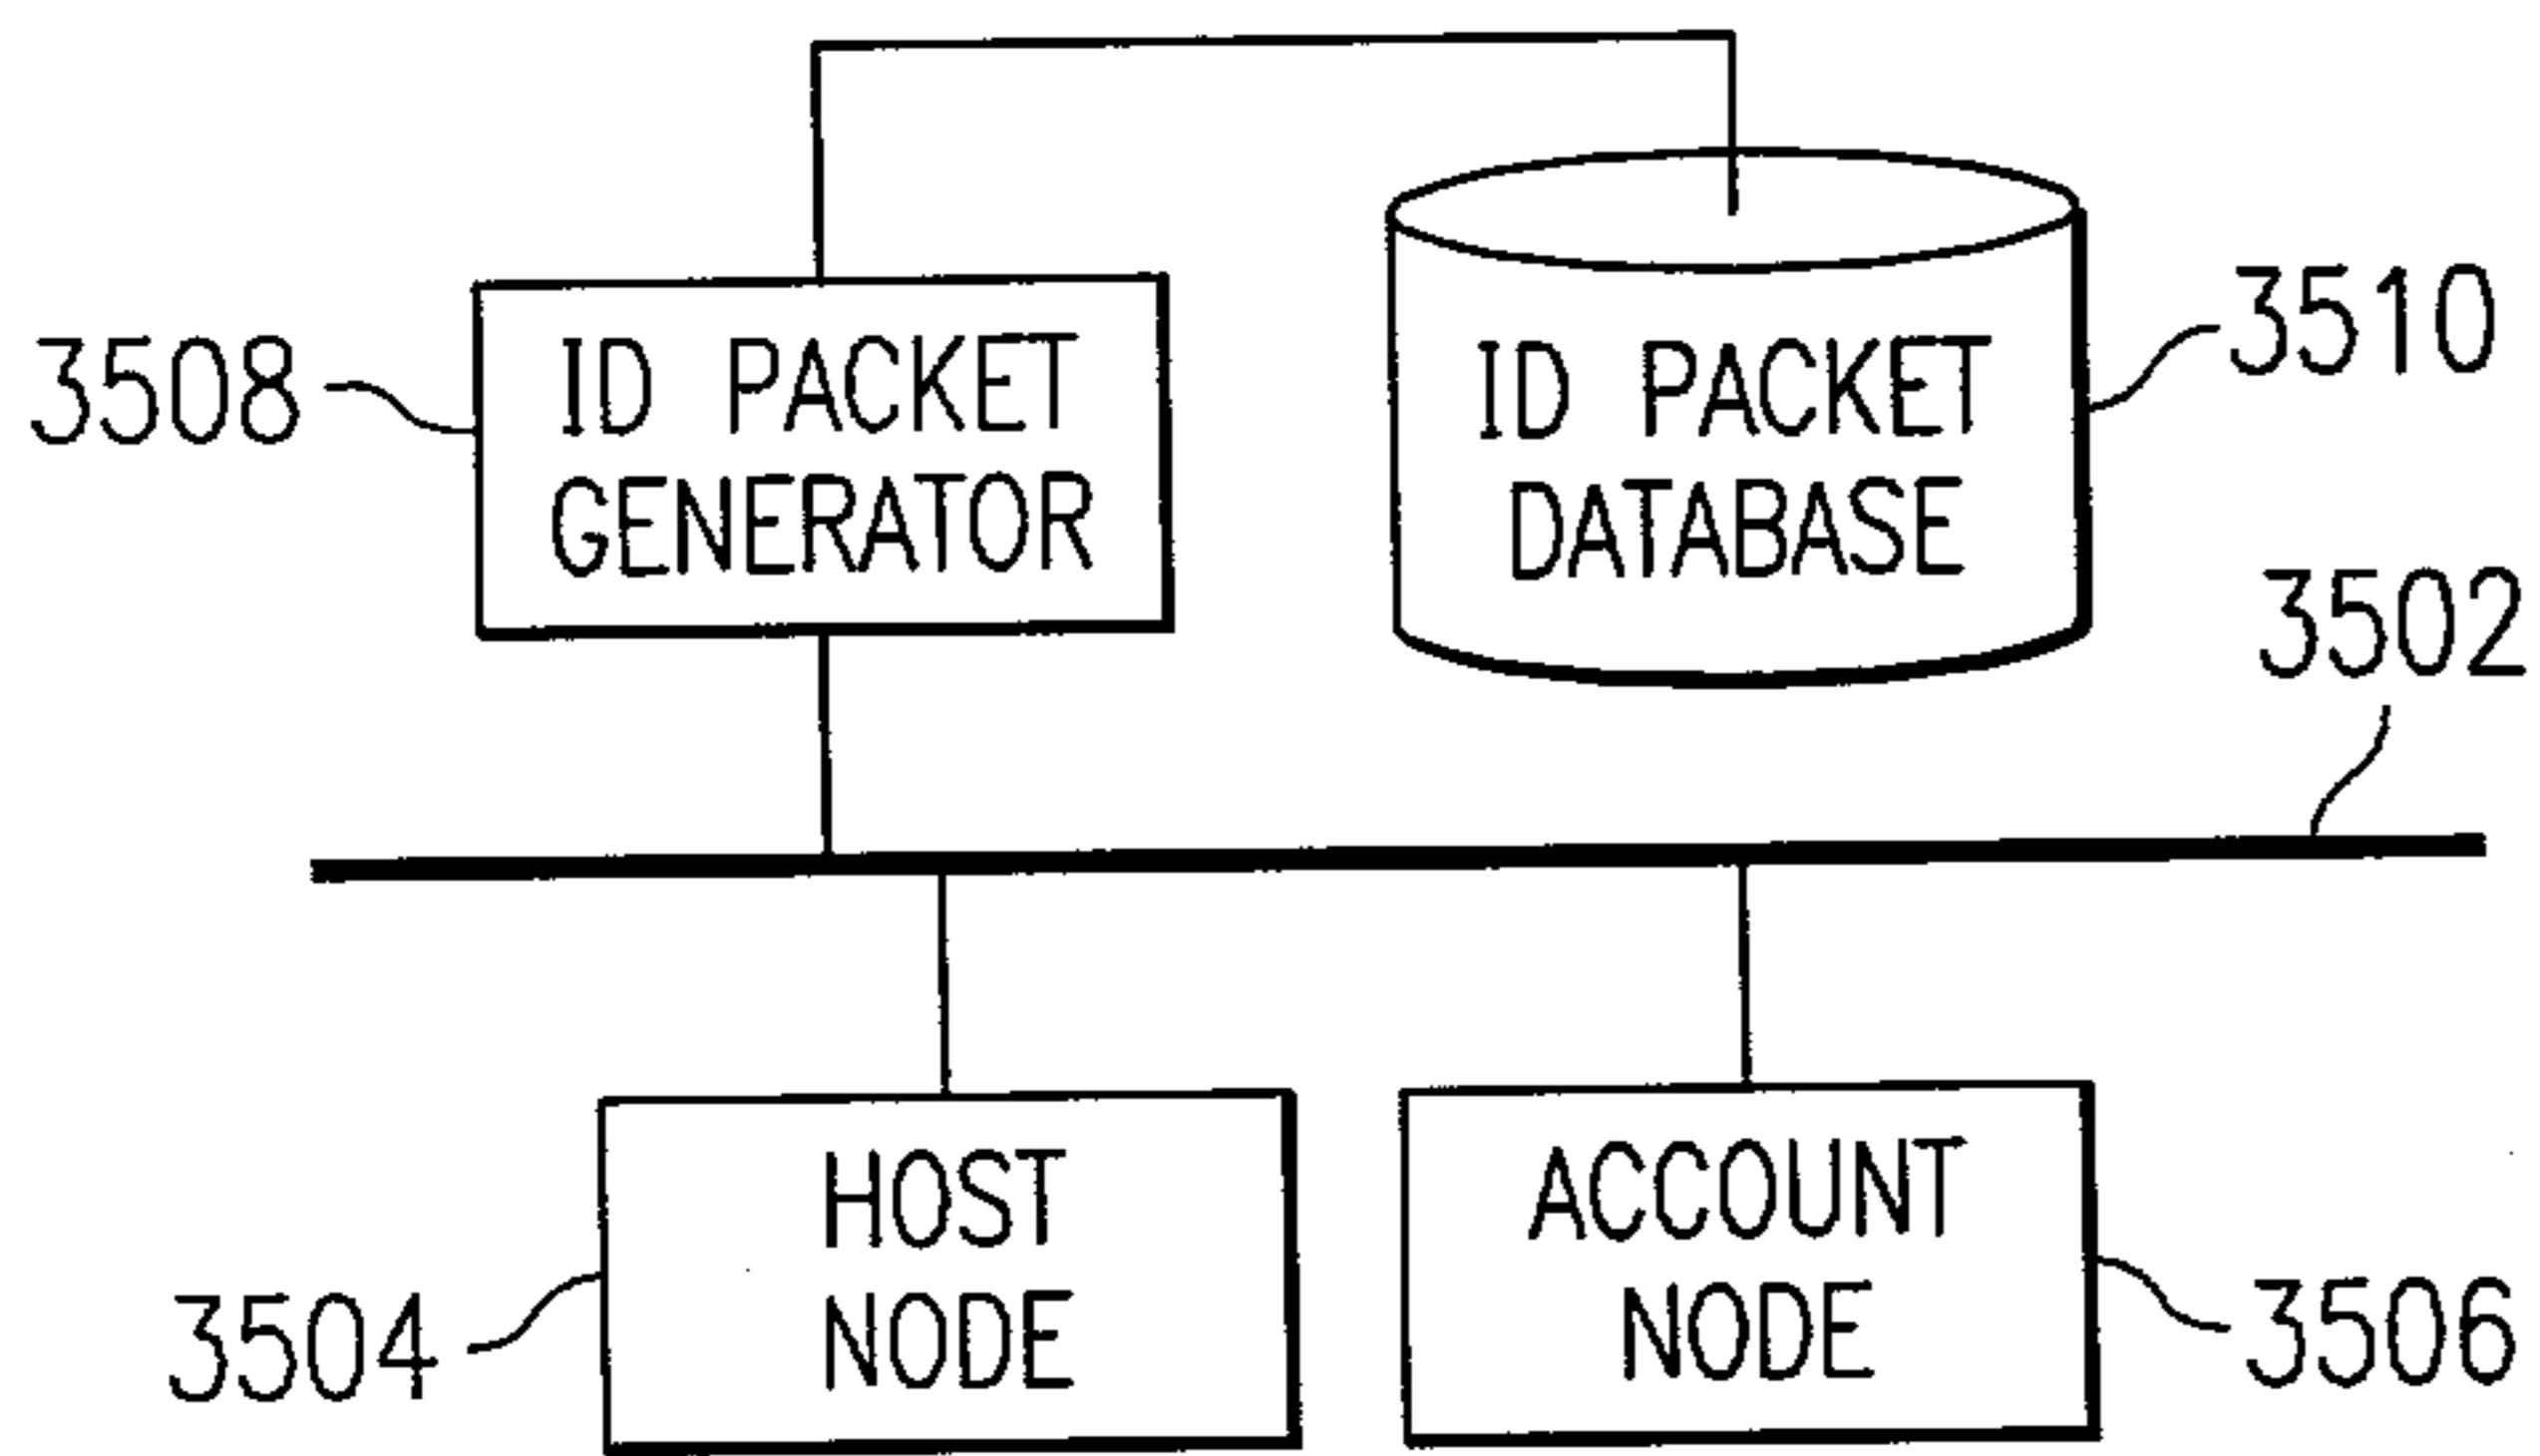 3508
ID PACKET
GENERATOR
ID PACKET
DATABASE
3510
3502
HOST
NODE
3504
ACCOUNT
NODE
3506